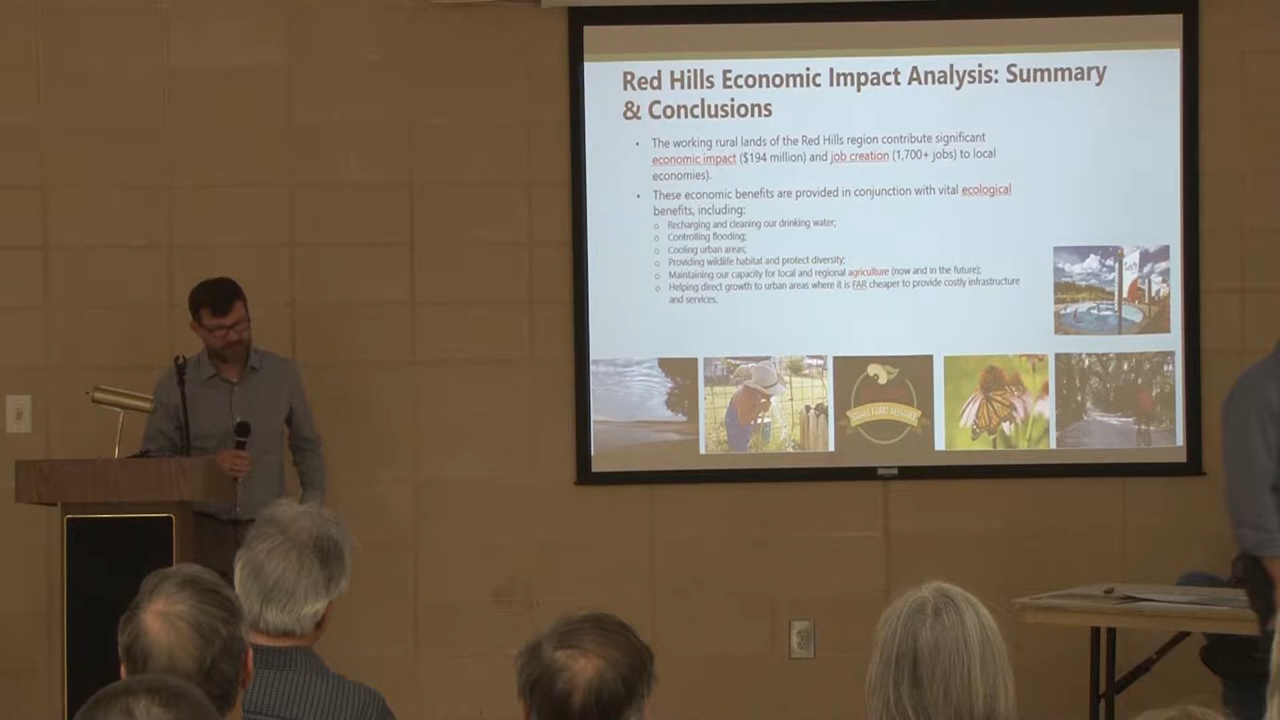 Red Hills Economic Impact Analysis: Summary
& Conclusions
• The working rural lands of the Red Hills region contribute significant
economic impact ($194 million) and job creation (1,700+ jobs) to local
economies).
• These economic benefits are provided in conjunction with vital ecological
benefits, including:
o Recharging and cleaning our drinking water;
o Controlling flooding;
o Cooling urban areas;
o Providing wildlife habitat and protect diversity;
o Maintaining our capacity for local and regional agriculture (now and in the future);
o Helping direct growth to urban areas where it is FAR cheaper to provide costly infrastructure
and services.